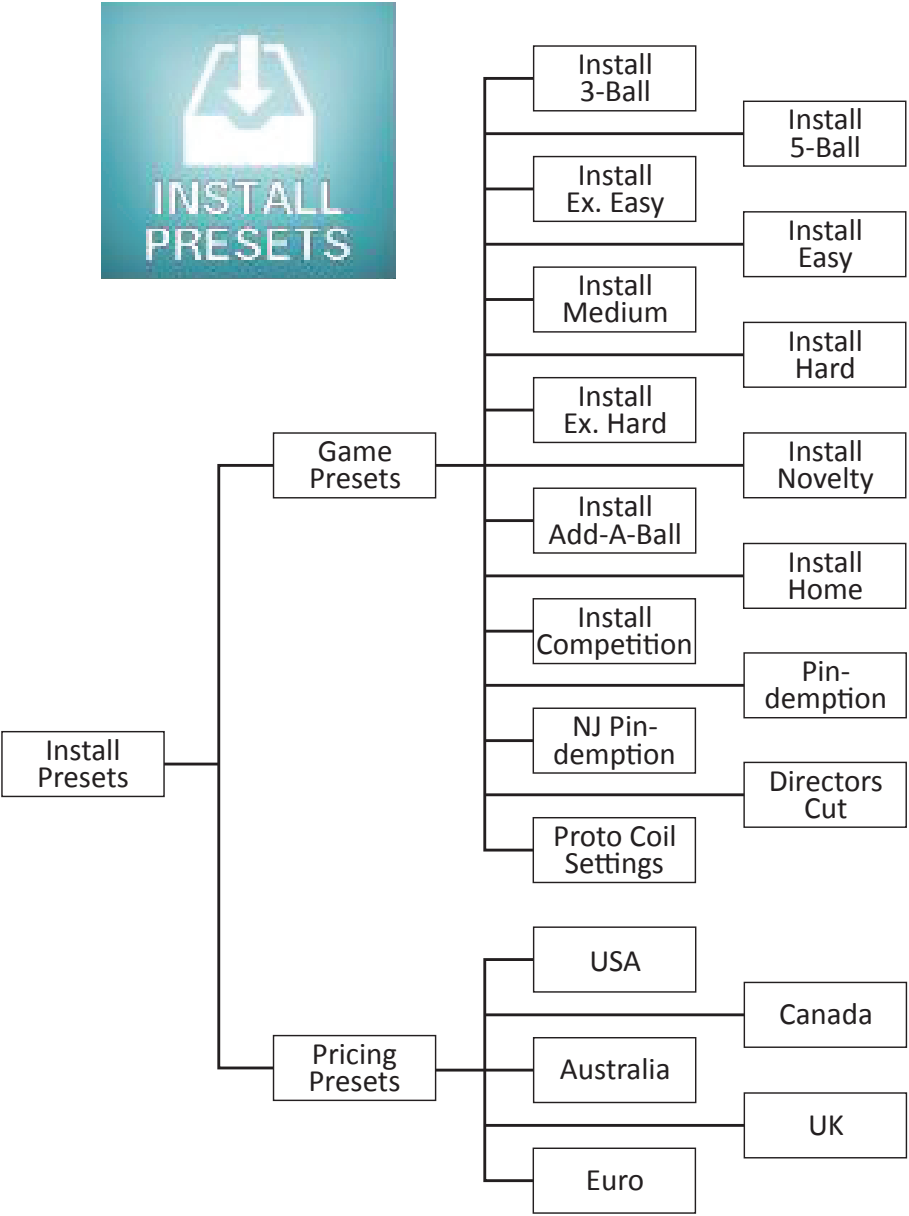 INSTALL
PRESETS
Install
3-Ball
Install
5-Ball
Install
Ex. Easy
Install
Easy
Install
Medium
Install
Hard
Install
Ex. Hard
Game
Presets
Install
Novelty
Install
Add-A-Ball
Install
Home
Install
Competition
Pin-
demption
NJ Pin-
demption
Install
Presets
Directors
Cut
Proto Coil
Settings
USA
Canada
Pricing
Presets
Australia
UK
Euro